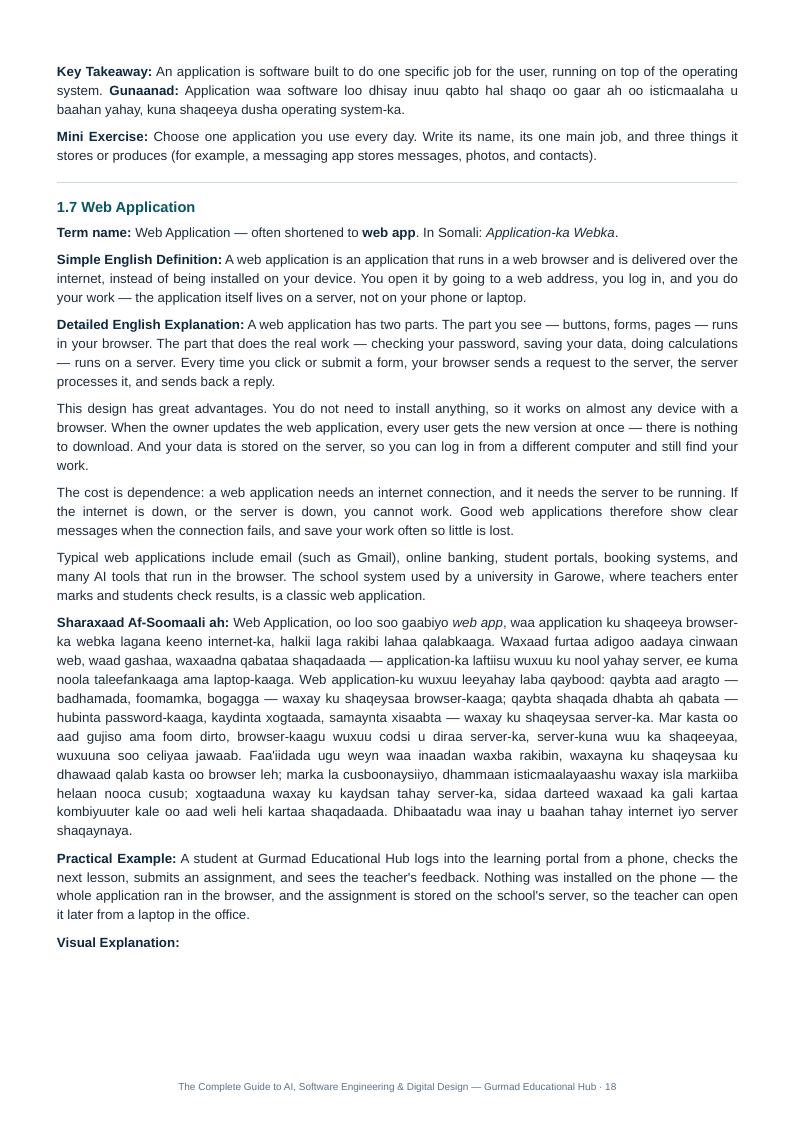 Key Takeaway: An application is software built to do one specific job for the user, running on top of the operating
system. Gunaanad: Application waa software loo dhisay inuu qabto hal shaqo oo gaar ah oo isticmaalaha u
baahan yahay, kuna shaqeeya dusha operating system-ka.
Mini Exercise: Choose one application you use every day. Write its name, its one main job, and three things it
stores or produces (for example, a messaging app stores messages, photos, and contacts).
1.7 Web Application
Term name: Web Application — often shortened to web app. In Somali: Application-ka Webka.
Simple English Definition: A web application is an application that runs in a web browser and is delivered over the
internet, instead of being installed on your device. You open it by going to a web address, you log in, and you do
your work — the application itself lives on a server, not on your phone or laptop.
Detailed English Explanation: A web application has two parts. The part you see — buttons, forms, pages — runs
in your browser. The part that does the real work — checking your password, saving your data, doing calculations
— runs on a server. Every time you click or submit a form, your browser sends a request to the server, the server
processes it, and sends back a reply.
This design has great advantages. You do not need to install anything, so it works on almost any device with a
browser. When the owner updates the web application, every user gets the new version at once — there is nothing
to download. And your data is stored on the server, so you can log in from a different computer and still find your
work.
The cost is dependence: a web application needs an internet connection, and it needs the server to be running. If
the internet is down, or the server is down, you cannot work. Good web applications therefore show clear
messages when the connection fails, and save your work often so little is lost.
Typical web applications include email (such as Gmail), online banking, student portals, booking systems, and
many AI tools that run in the browser. The school system used by a university in Garowe, where teachers enter
marks and students check results, is a classic web application.
Sharaxaad Af-Soomaali ah: Web Application, oo loo soo gaabiyo web app, waa application ku shaqeeya browser-
ka webka lagana keeno internet-ka, halkii laga rakibi lahaa qalabkaaga. Waxaad furtaa adigoo aadaya cinwaan
web, waad gashaa, waxaadna qabataa shaqadaada — application-ka laftiisu wuxuu ku nool yahay server, ee kuma
noola taleefankaaga ama laptop-kaaga. Web application-ku wuxuu leeyahay laba qaybood: qaybta aad aragto —
badhamada, foomamka, bogagga — waxay ku shaqeysaa browser-kaaga; qaybta shaqada dhabta ah qabata —
hubinta password-kaaga, kaydinta xogtaada, samaynta xisaabta — waxay ku shaqeysaa server-ka. Mar kasta oo
aad gujiso ama foom dirto, browser-kaagu wuxuu codsi u diraa server-ka, server-kuna wuu ka shaqeeyaa,
wuxuuna soo celiyaa jawaab. Faa'iidada ugu weyn waa inaadan waxba rakibin, waxayna ku shaqeysaa ku
dhawaad qalab kasta oo browser leh; marka la cusboonaysiiyo, dhammaan isticmaalayaashu waxay isla markiiba
helaan nooca cusub; xogtaaduna waxay ku kaydsan tahay server-ka, sidaa darteed waxaad ka gali kartaa
kombiyuuter kale oo aad weli heli kartaa shaqadaada. Dhibaatadu waa inay u baahan tahay internet iyo server
shaqaynaya.
Practical Example: A student at Gurmad Educational Hub logs into the learning portal from a phone, checks the
next lesson, submits an assignment, and sees the teacher's feedback. Nothing was installed on the phone — the
whole application ran in the browser, and the assignment is stored on the school's server, so the teacher can open
it later from a laptop in the office.
Visual Explanation:
The Complete Guide to AI, Software Engineering & Digital Design — Gurmad Educational Hub · 18